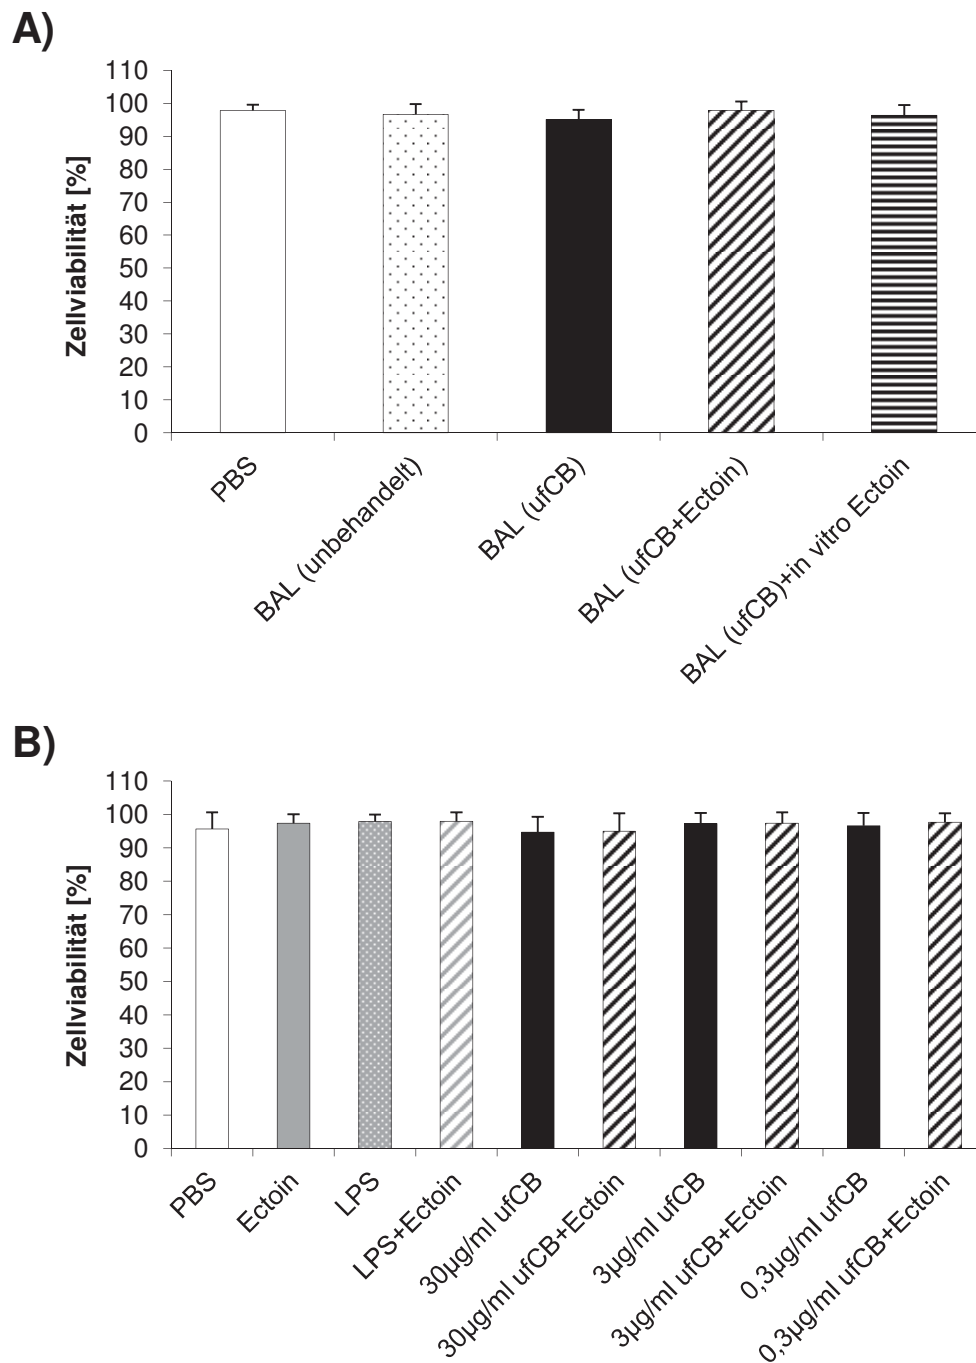 A)
Zellviabilität [%]
110
100
90
80
70
60
50
40
30
20
10
0
PBS
BAL (unbehandelt)
BAL (ufCB)
BAL (ufCB+Ectoin)
BAL (ufCB)+in vitro Ectoin
B)
Zellviabilität [%]
110
100
90
80
70
60
50
40
30
20
10
0
PBS
Ectoin
LPS
LPS+Ectoin
30µg/ml ufCB
30µg/ml ufCB+Ectoin
3µg/ml ufCB
3µg/ml ufCB+Ectoin
0,3µg/ml ufCB
0,3µg/ml ufCB+Ectoin